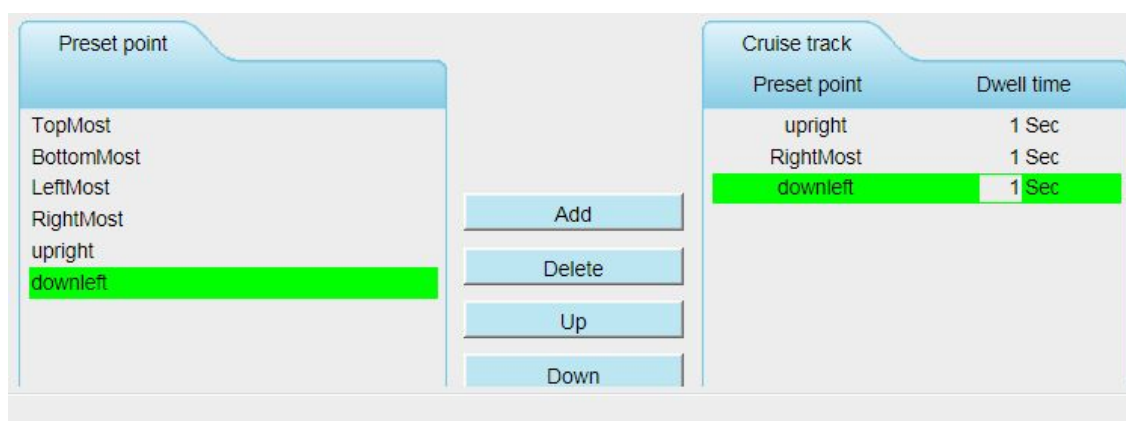 Preset point
TopMost
BottomMost
LeftMost
RightMost
upright
downleft
Add
Delete
Up
Down
Cruise track
Preset point Dwell time
upright 1 Sec
RightMost 1 Sec
downleft 1 Sec